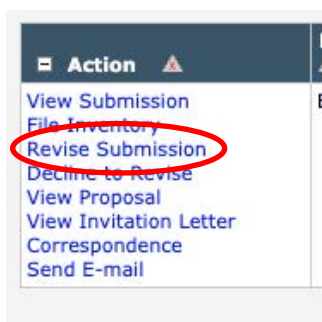 Action
View Submission
File Inventory
Revise Submission
Decline to Revise
View Proposal
View Invitation Letter
Correspondence
Send E-mail